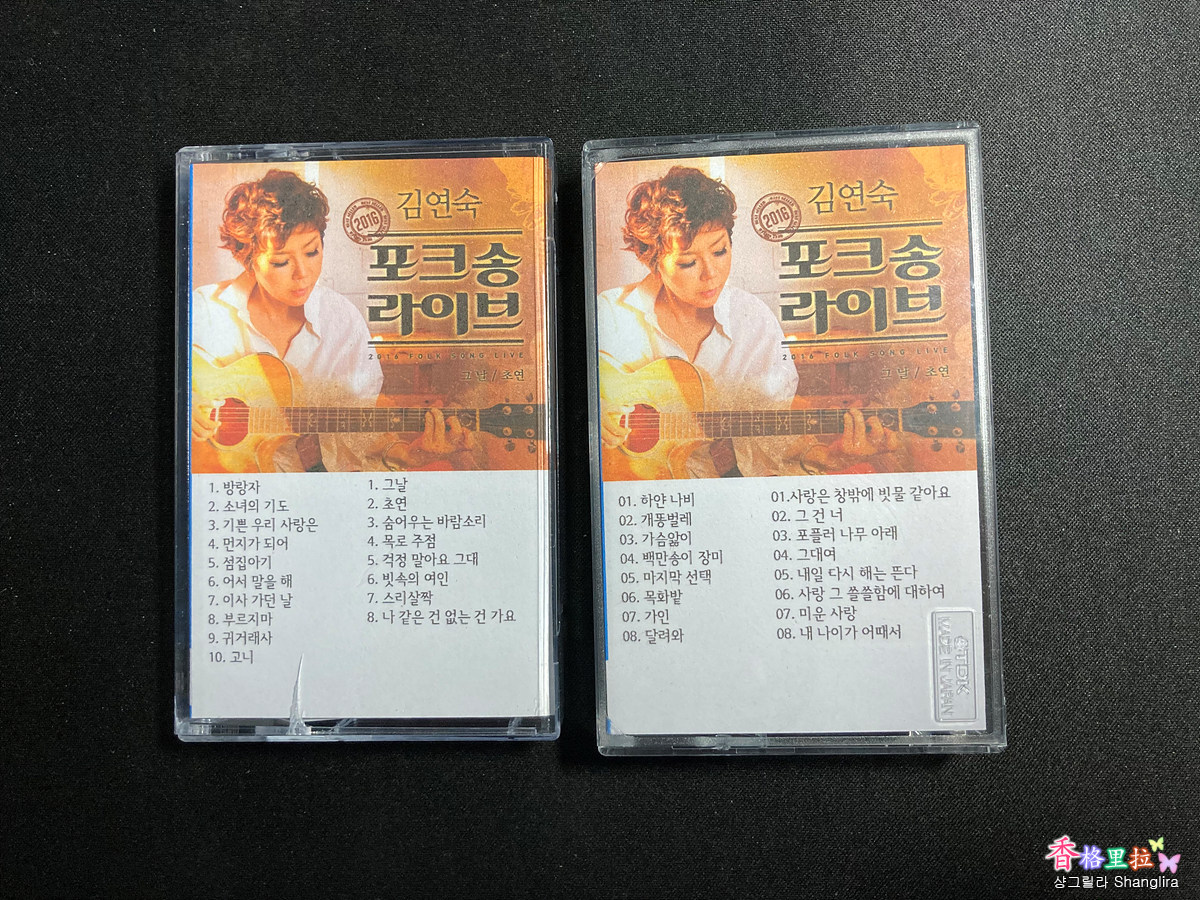 김연숙
2016
포크송
라이브
2016 FOUK SONG LIVE
그날 / 초연
1. 방랑자
2. 소녀의 기도
3. 기쁜 우리 사랑은
4. 먼지가 되어
5. 섬집아기
6. 어서 말을 해
7. 이사 가던 날
8. 부르지마
9. 귀거래사
10. 고니
1. 그날
2. 초연
3. 숨어우는 바람소리
4. 목로 주점
5. 걱정 말아요 그대
6. 빗속의 여인
7. 스리살짝
8. 나 같은 건 없는 건 가요
김연숙
2016
포크송
라이브
2016 FOUK SONG LIVE
그날 / 초연
01. 하얀 나비
02. 개똥벌레
03. 가슴앓이
04. 백만송이 장미
05. 마지막 선택
06. 목화밭
07. 가인
08. 달려와
01.사랑은 창밖에 빗물 같아요
02. 그 건 너
03. 포플러 나무 아래
04. 그대여
05. 내일 다시 해는 뜬다
06. 사랑 그 쓸쓸함에 대하여
07. 미운 사랑
08. 내 나이가 어때서
TDK
MADE IN JAPAN
香格里拉
샹그릴라 Shanglira